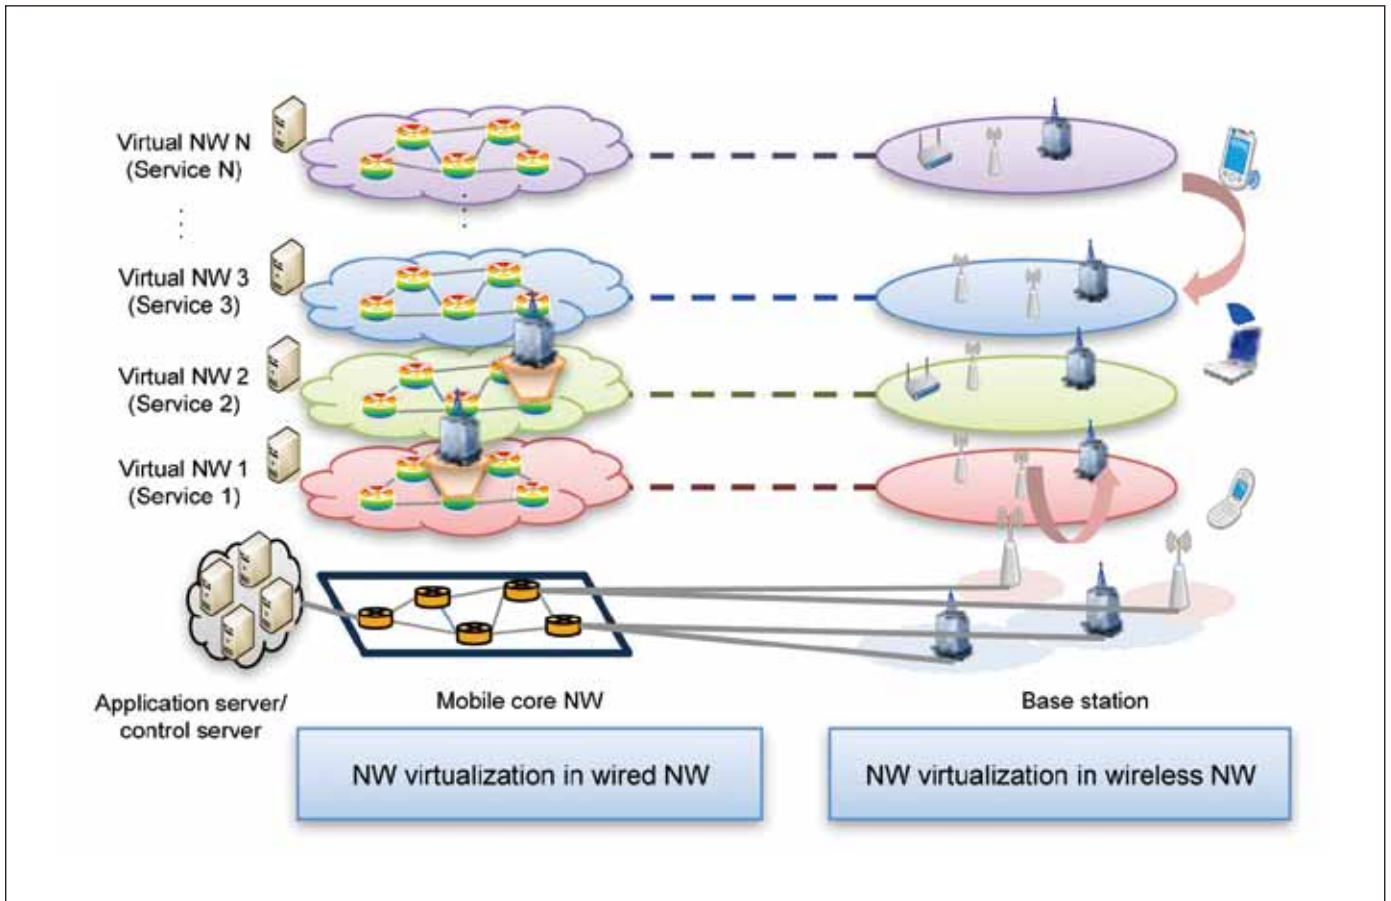 Virtual NW N
(Service N)
Virtual NW 3
(Service 3)
Virtual NW 2
(Service 2)
Virtual NW 1
(Service 1)
Application server/
control server
Mobile core NW
Base station
NW virtualization in wired NW
NW virtualization in wireless NW